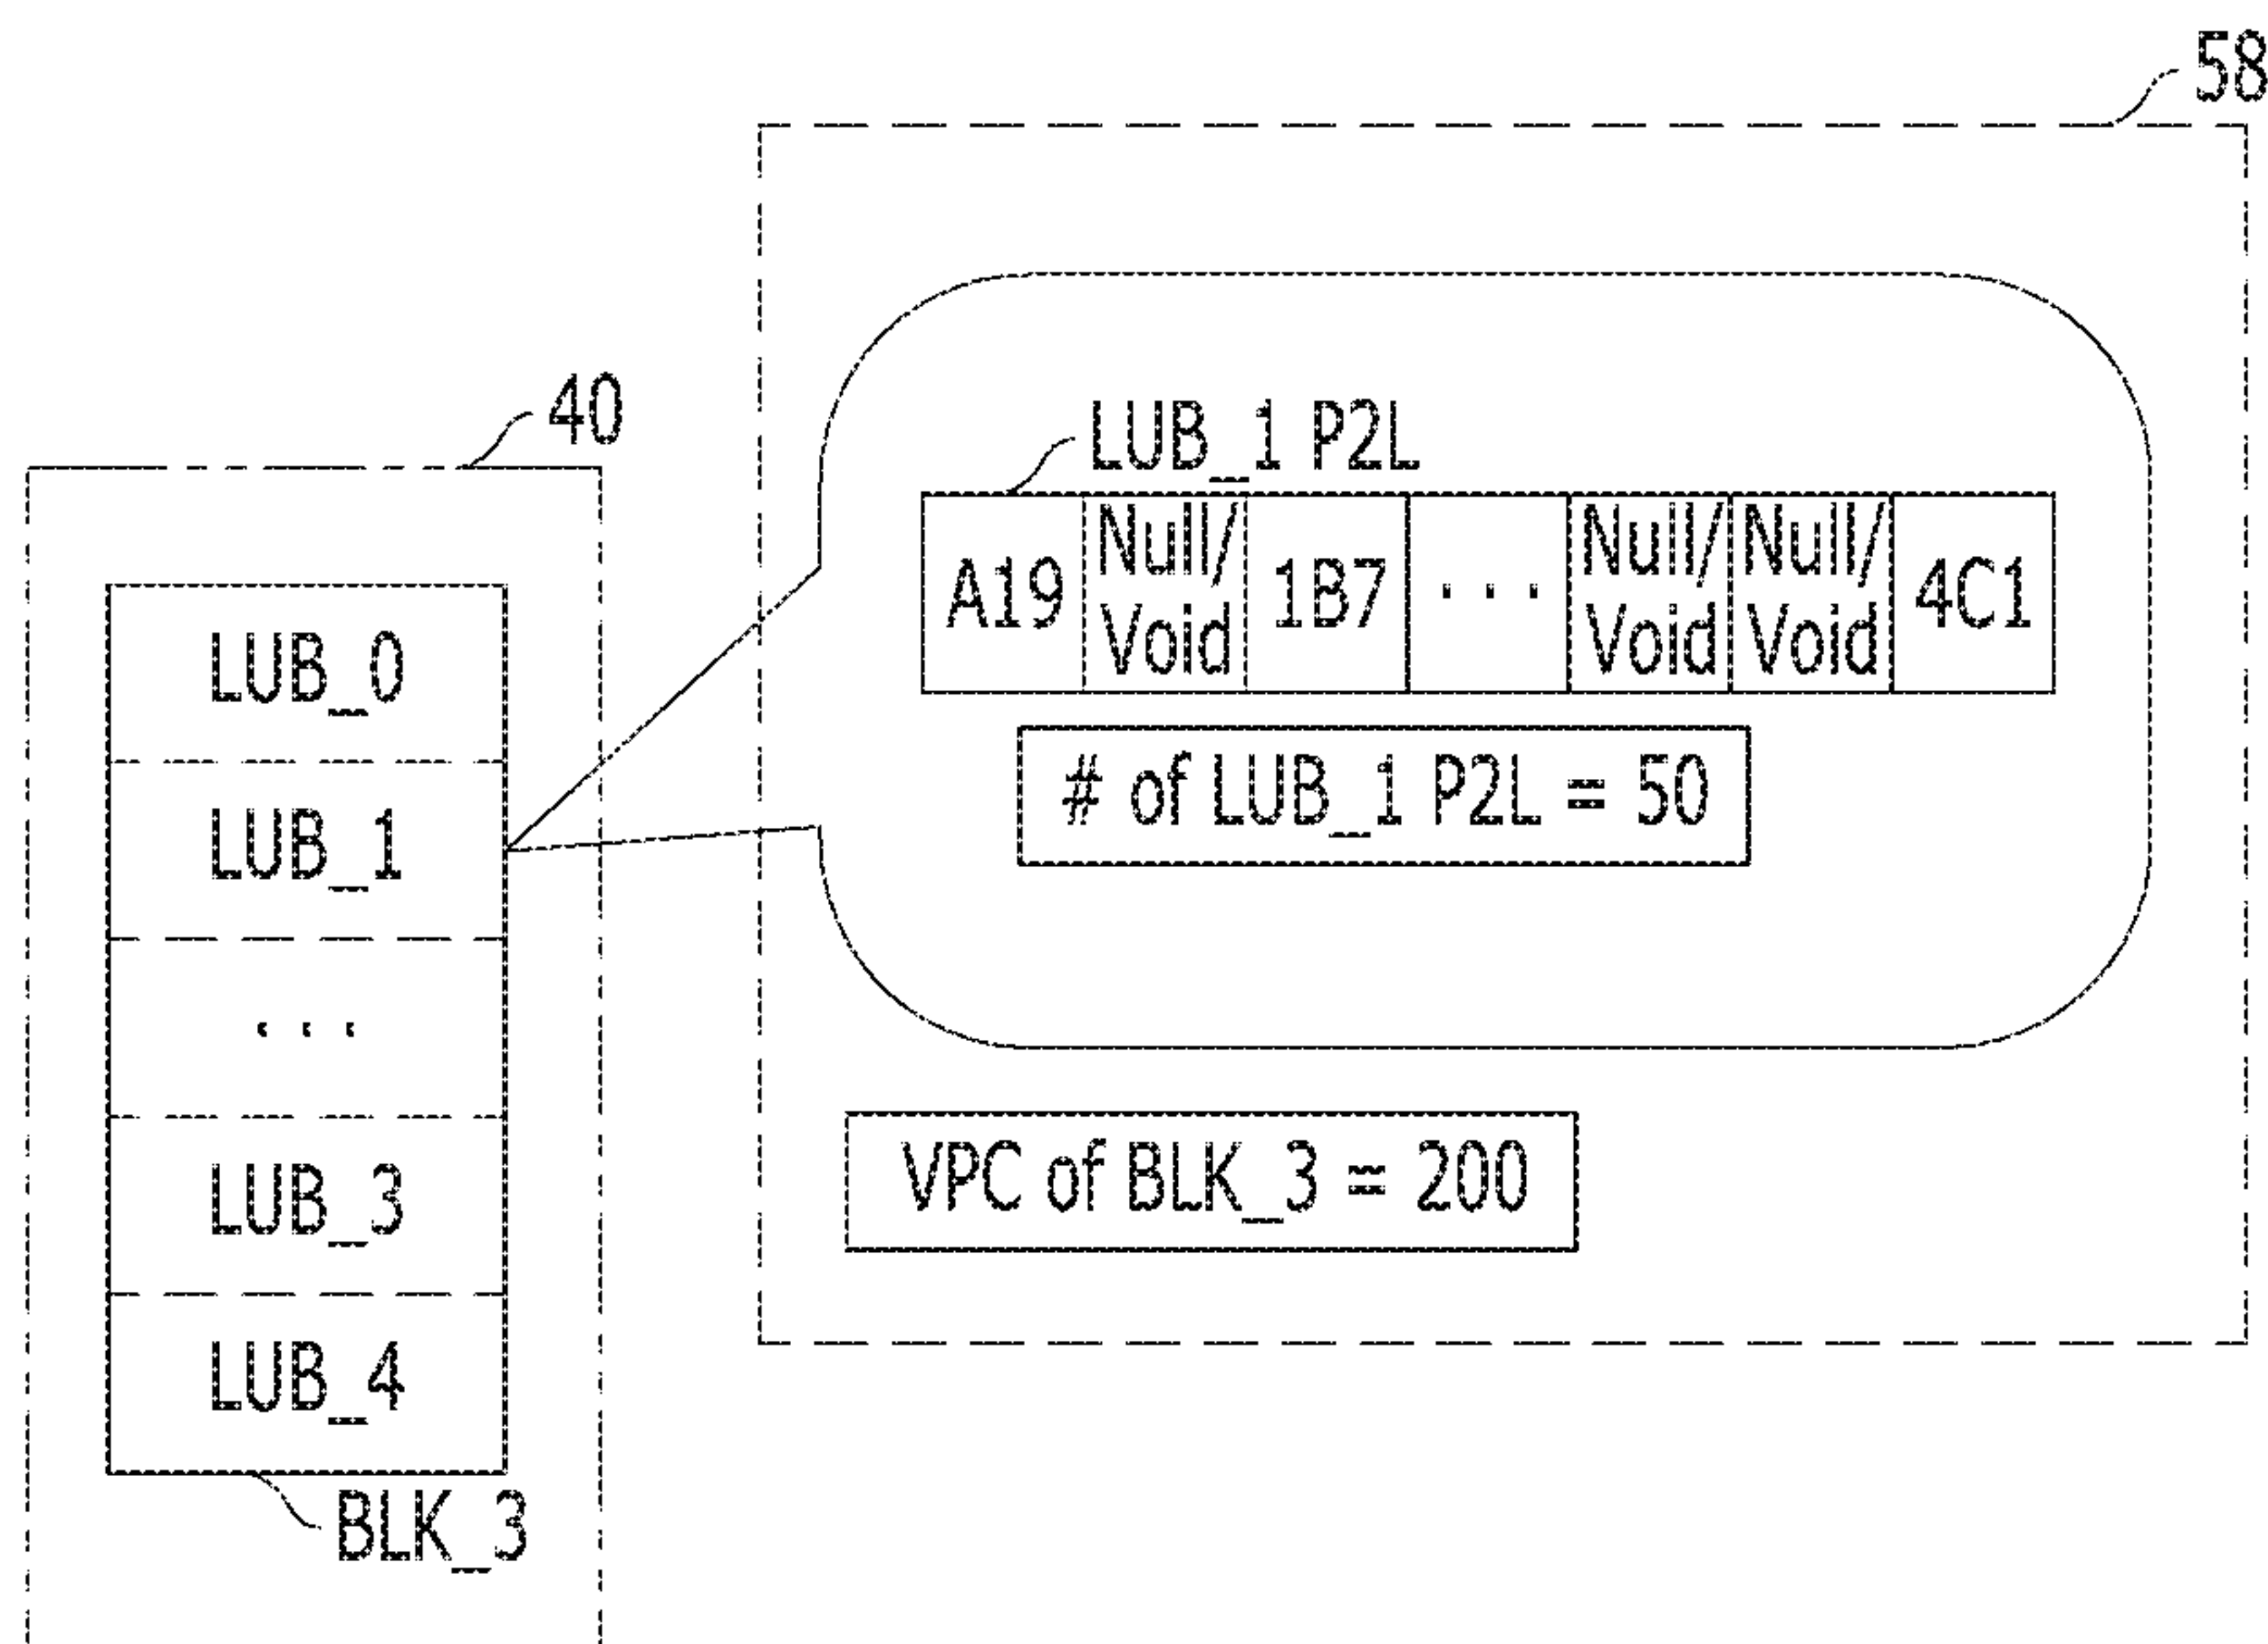 58
40
LUB_0
LUB_1
...
LUB_3
LUB_4
BLK_3
LUB_1 P2L
A19
Null/
Void
1B7
...
Null/
Void
Null/
Void
4C1
# of LUB_1 P2L = 50
VPC of BLK_3 = 200